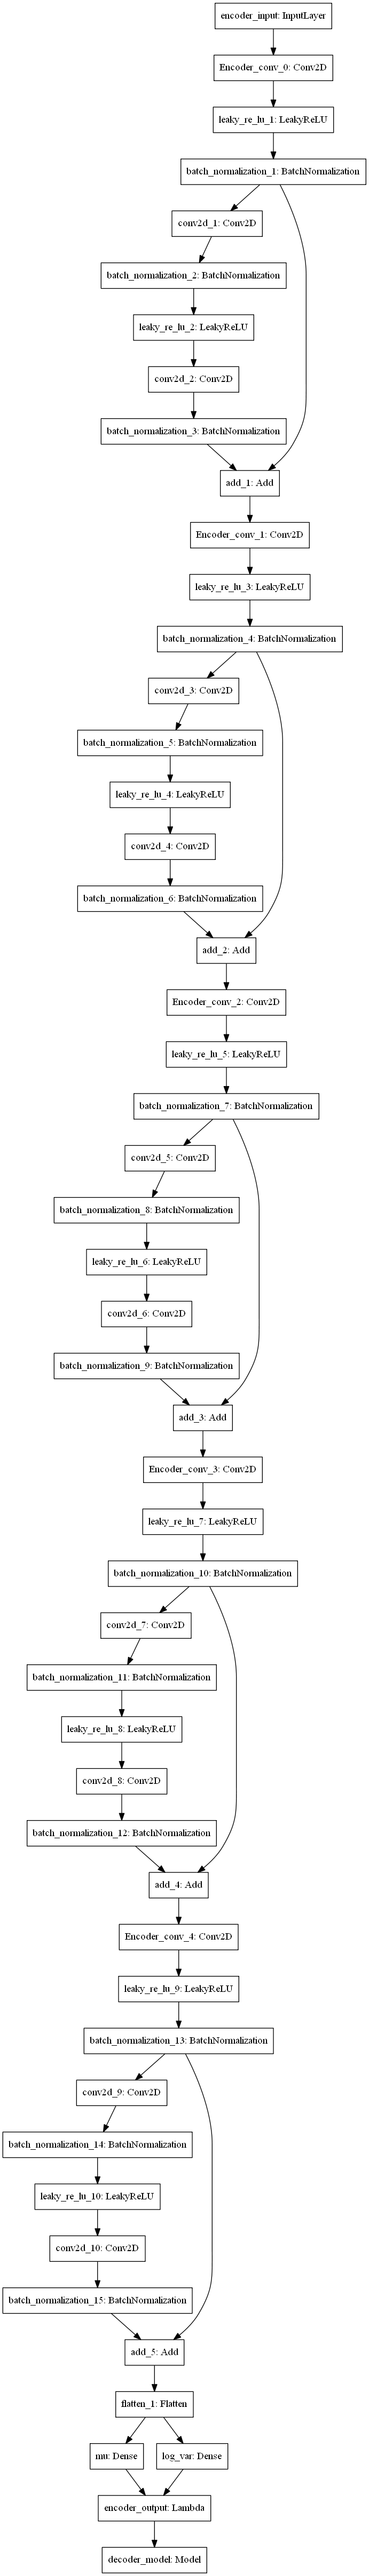 encoder_input: InputLayer
Encoder_conv_0: Conv2D
leaky_re_lu_1: LeakyReLU
batch_normalization_1: BatchNormalization
conv2d_1: Conv2D
batch_normalization_2: BatchNormalization
leaky_re_lu_2: LeakyReLU
conv2d_2: Conv2D
batch_normalization_3: BatchNormalization
add_1: Add
Encoder_conv_1: Conv2D
leaky_re_lu_3: LeakyReLU
batch_normalization_4: BatchNormalization
conv2d_3: Conv2D
batch_normalization_5: BatchNormalization
leaky_re_lu_4: LeakyReLU
conv2d_4: Conv2D
batch_normalization_6: BatchNormalization
add_2: Add
Encoder_conv_2: Conv2D
leaky_re_lu_5: LeakyReLU
batch_normalization_7: BatchNormalization
conv2d_5: Conv2D
batch_normalization_8: BatchNormalization
leaky_re_lu_6: LeakyReLU
conv2d_6: Conv2D
batch_normalization_9: BatchNormalization
add_3: Add
Encoder_conv_3: Conv2D
leaky_re_lu_7: LeakyReLU
batch_normalization_10: BatchNormalization
conv2d_7: Conv2D
batch_normalization_11: BatchNormalization
leaky_re_lu_8: LeakyReLU
conv2d_8: Conv2D
batch_normalization_12: BatchNormalization
add_4: Add
Encoder_conv_4: Conv2D
leaky_re_lu_9: LeakyReLU
batch_normalization_13: BatchNormalization
conv2d_9: Conv2D
batch_normalization_14: BatchNormalization
leaky_re_lu_10: LeakyReLU
conv2d_10: Conv2D
batch_normalization_15: BatchNormalization
add_5: Add
flatten_1: Flatten
mu: Dense
log_var: Dense
encoder_output: Lambda
decoder_model: Model